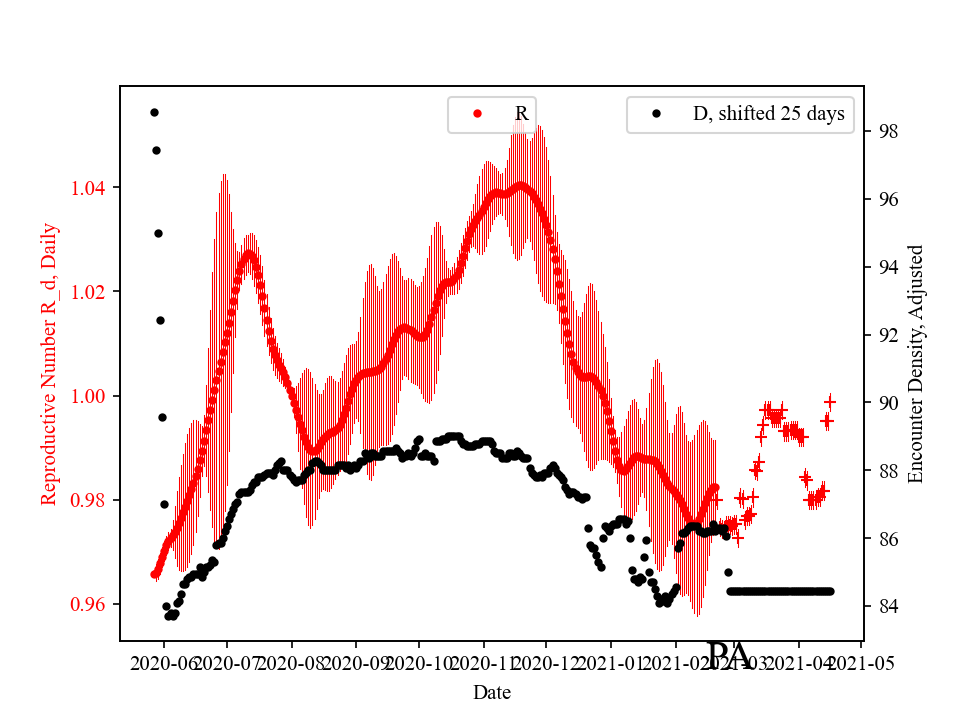 R
D, shifted 25 days
Reproductive Number R_d, Daily
1.04
1.02
1.00
0.98
0.96
98
96
94
92
90
88
86
84
Encounter Density, Adjusted
2020-06 2020-07 2020-08 2020-09 2020-10 2020-11 2020-12 2021-01 2021-02 2021-03 2021-04 2021-05
PA
Date